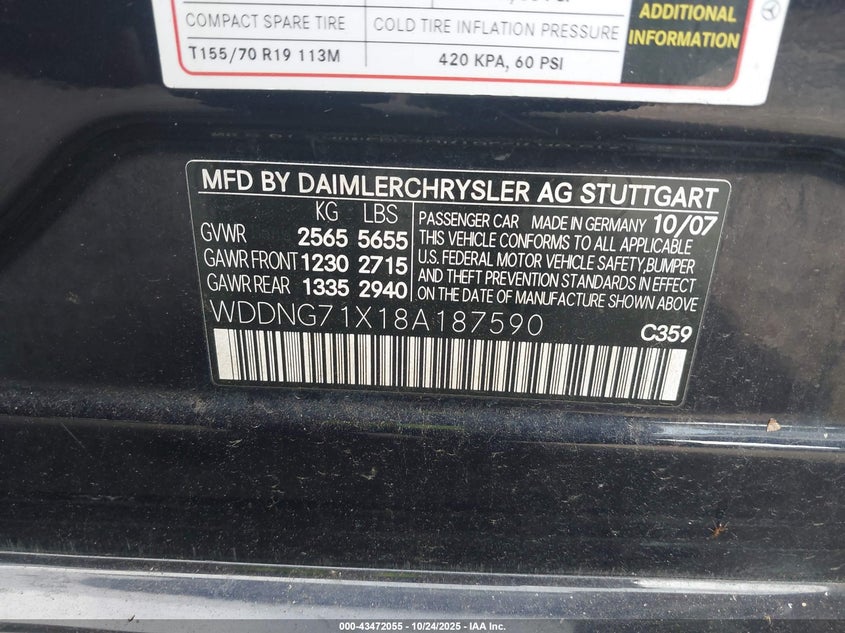 COMPACT SPARE TIRE COLD TIRE INFLATION PRESSURE
T155/70 R19 113M 420 KPA, 60 PSI
ADDITIONAL
INFORMATION
MFD BY DAIMLERCHRYSLER AG STUTTGART
KG LBS
GVWR 2565 5655
GAWR FRONT 1230 2715
GAWR REAR 1335 2940
PASSENGER CAR MADE IN GERMANY 10/07
THIS VEHICLE CONFORMS TO ALL APPLICABLE
U.S. FEDERAL MOTOR VEHICLE SAFETY, BUMPER
AND THEFT PREVENTION STANDARDS IN EFFECT
ON THE DATE OF MANUFACTURE SHOWN ABOVE
WDDNG71X18A187590
C359
000-43472055 | 10/24/2025 | IAA Inc.